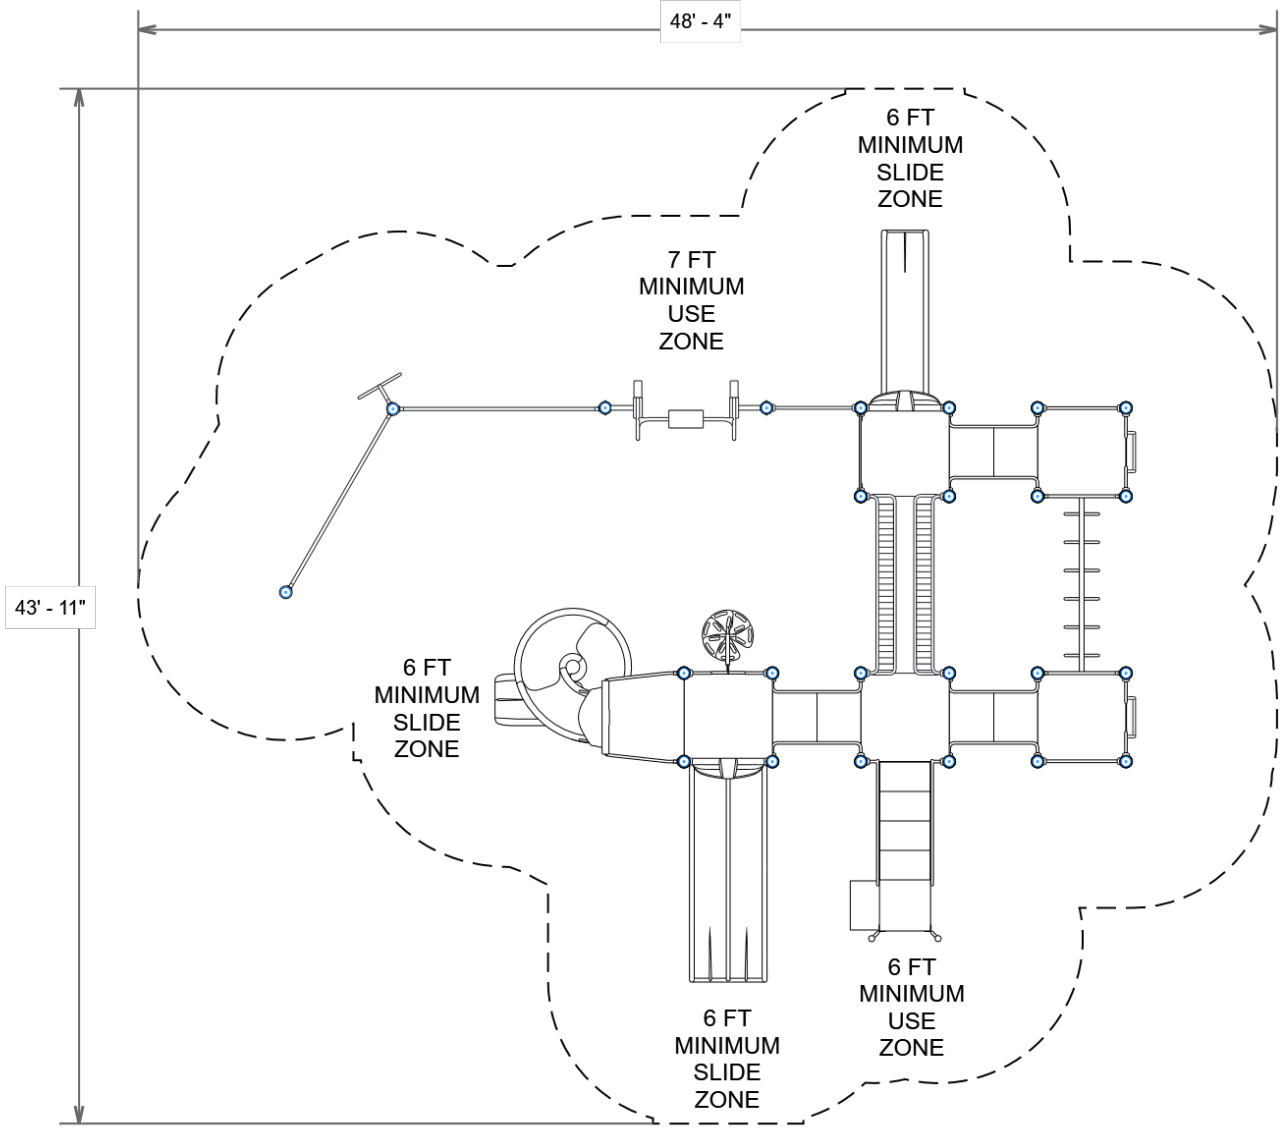 48' - 4"
6 FT
MINIMUM
SLIDE
ZONE
7 FT
MINIMUM
USE
ZONE
43' - 11"
6 FT
MINIMUM
SLIDE
ZONE
6 FT
MINIMUM
USE
ZONE
6 FT
MINIMUM
SLIDE
ZONE